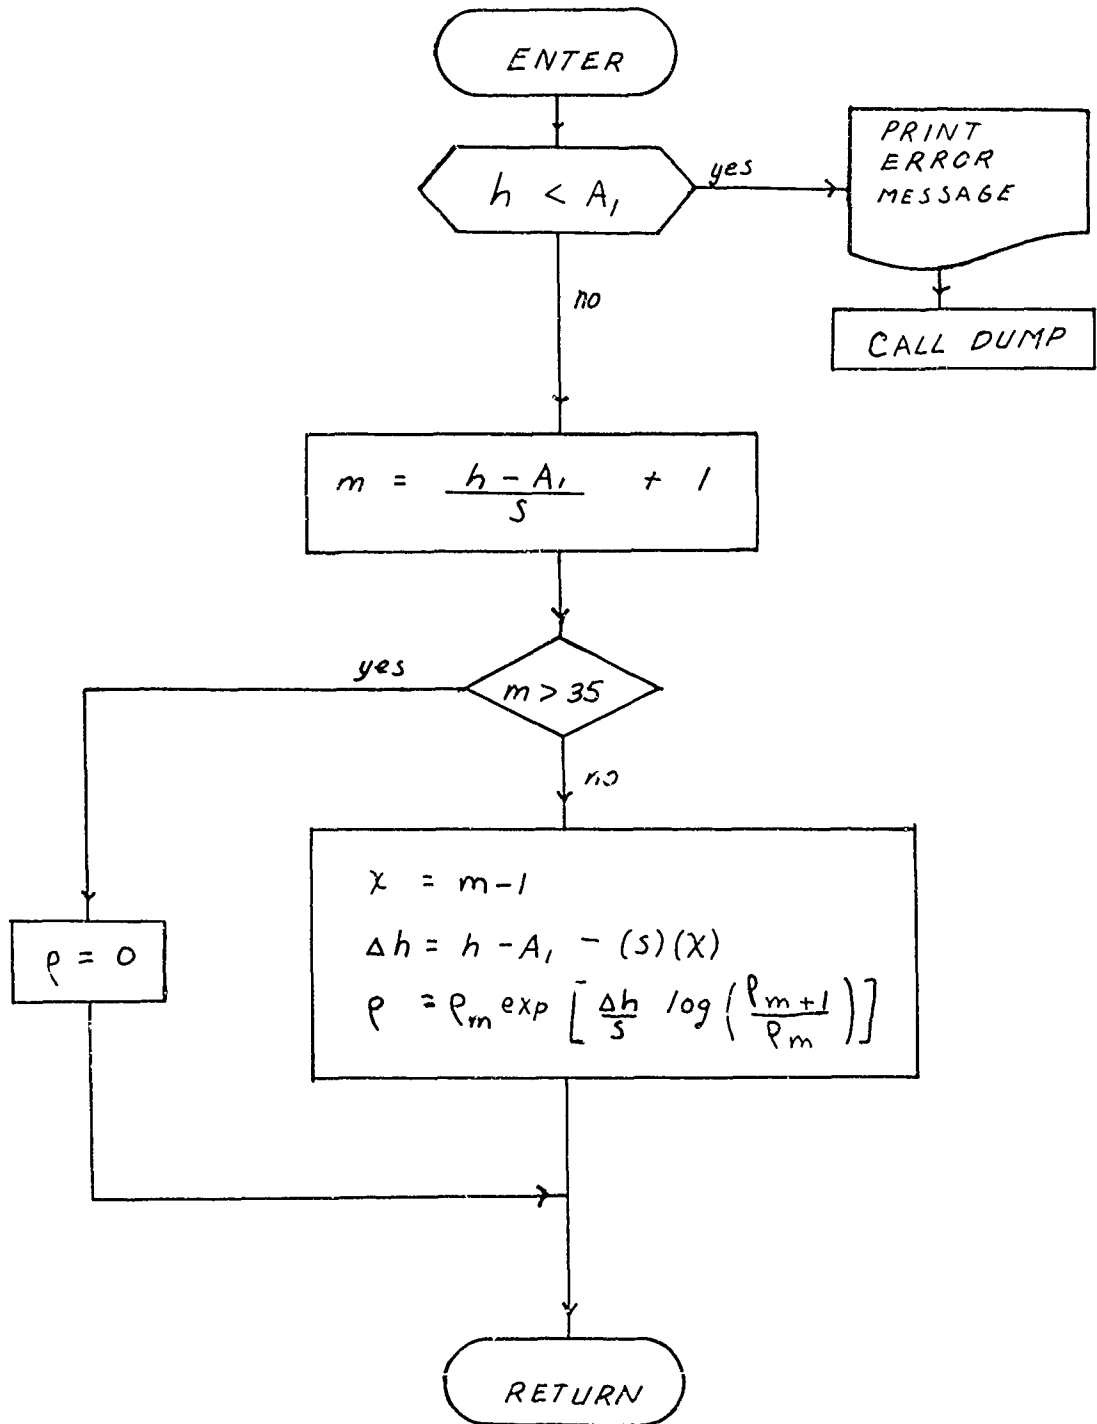 ENTER
h < A₁
yes
PRINT
ERROR
MESSAGE
CALL DUMP
no
m = (h - A₁)/s + 1
m > 35
yes
no
ρ = 0
χ = m-1
Δh = h - A₁ - (s)(χ)
ρ = ρₘ exp [Δh/s log (ρₘ₊₁/ρₘ)]
RETURN